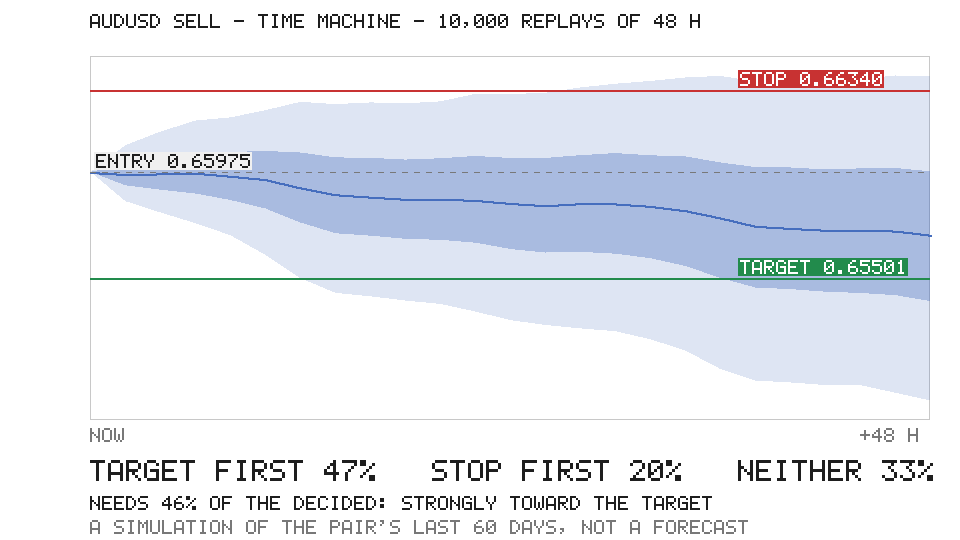 AUDUSD SELL - TIME MACHINE - 10,000 REPLAYS OF 48 H
STOP 0.66340
ENTRY 0.65975
TARGET 0.65501
NOW +48 H
TARGET FIRST 47% STOP FIRST 20% NEITHER 33%
NEEDS 46% OF THE DECIDED: STRONGLY TOWARD THE TARGET
A SIMULATION OF THE PAIR'S LAST 60 DAYS, NOT A FORECAST